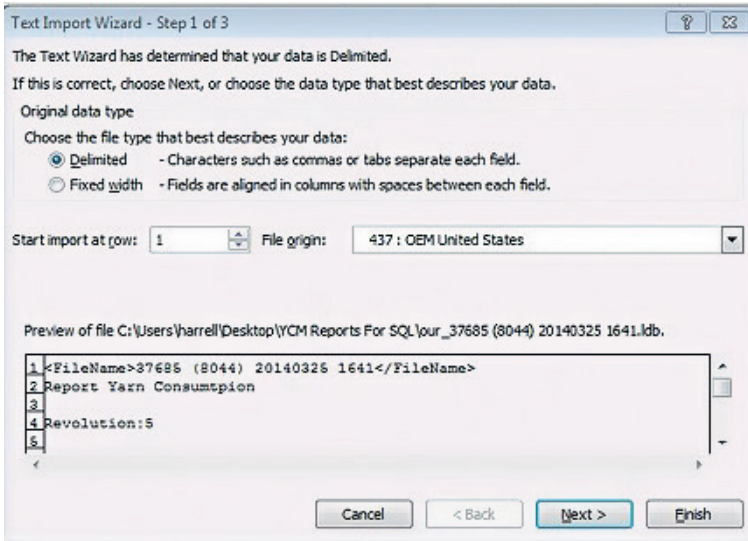 Text Import Wizard - Step 1 of 3
The Text Wizard has determined that your data is Delimited.
If this is correct, choose Next, or choose the data type that best describes your data.
Original data type
Choose the file type that best describes your data:
Delimited - Characters such as commas or tabs separate each field.
Fixed width - Fields are aligned in columns with spaces between each field.
Start import at row: 1 File origin: 437 : OEM United States
Preview of file C:\Users\harrell\Desktop\YCM Reports For SQL\our_37685 (8044) 20140325 1641.ldb.
1 <FileName>37685 (8044) 20140325 1641</FileName>
2 Report Yarn Consumtpion
3
4 Revolution:5
5
Cancel < Back Next > Finish